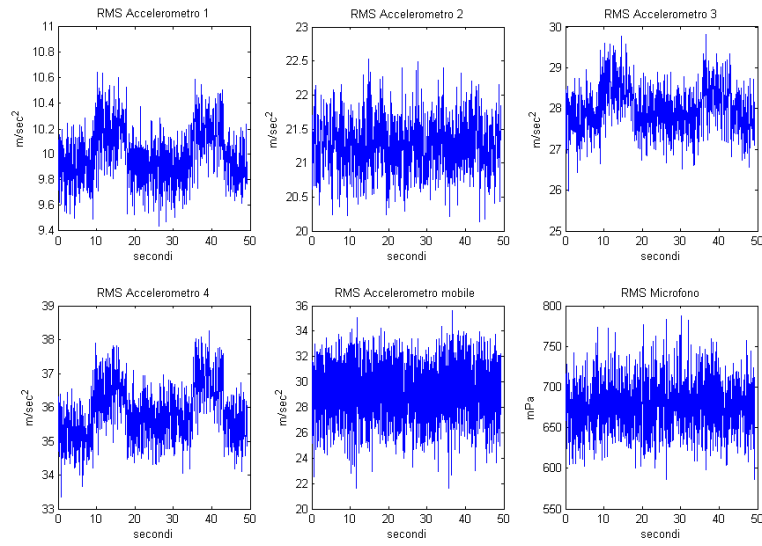 RMS Accelerometro 1
11
10.8
10.6
10.4
10.2
10
9.8
9.6
9.4
m/sec²
0 10 20 30 40 50
secondi
RMS Accelerometro 2
23
22.5
22
21.5
21
20.5
20
m/sec²
0 10 20 30 40 50
secondi
RMS Accelerometro 3
30
29
28
27
26
25
m/sec²
0 10 20 30 40 50
secondi
RMS Accelerometro 4
39
38
37
36
35
34
33
m/sec²
0 10 20 30 40 50
secondi
RMS Accelerometro mobile
36
34
32
30
28
26
24
22
20
m/sec²
0 10 20 30 40 50
secondi
RMS Microfono
800
750
700
650
600
550
mPa
0 10 20 30 40 50
secondi